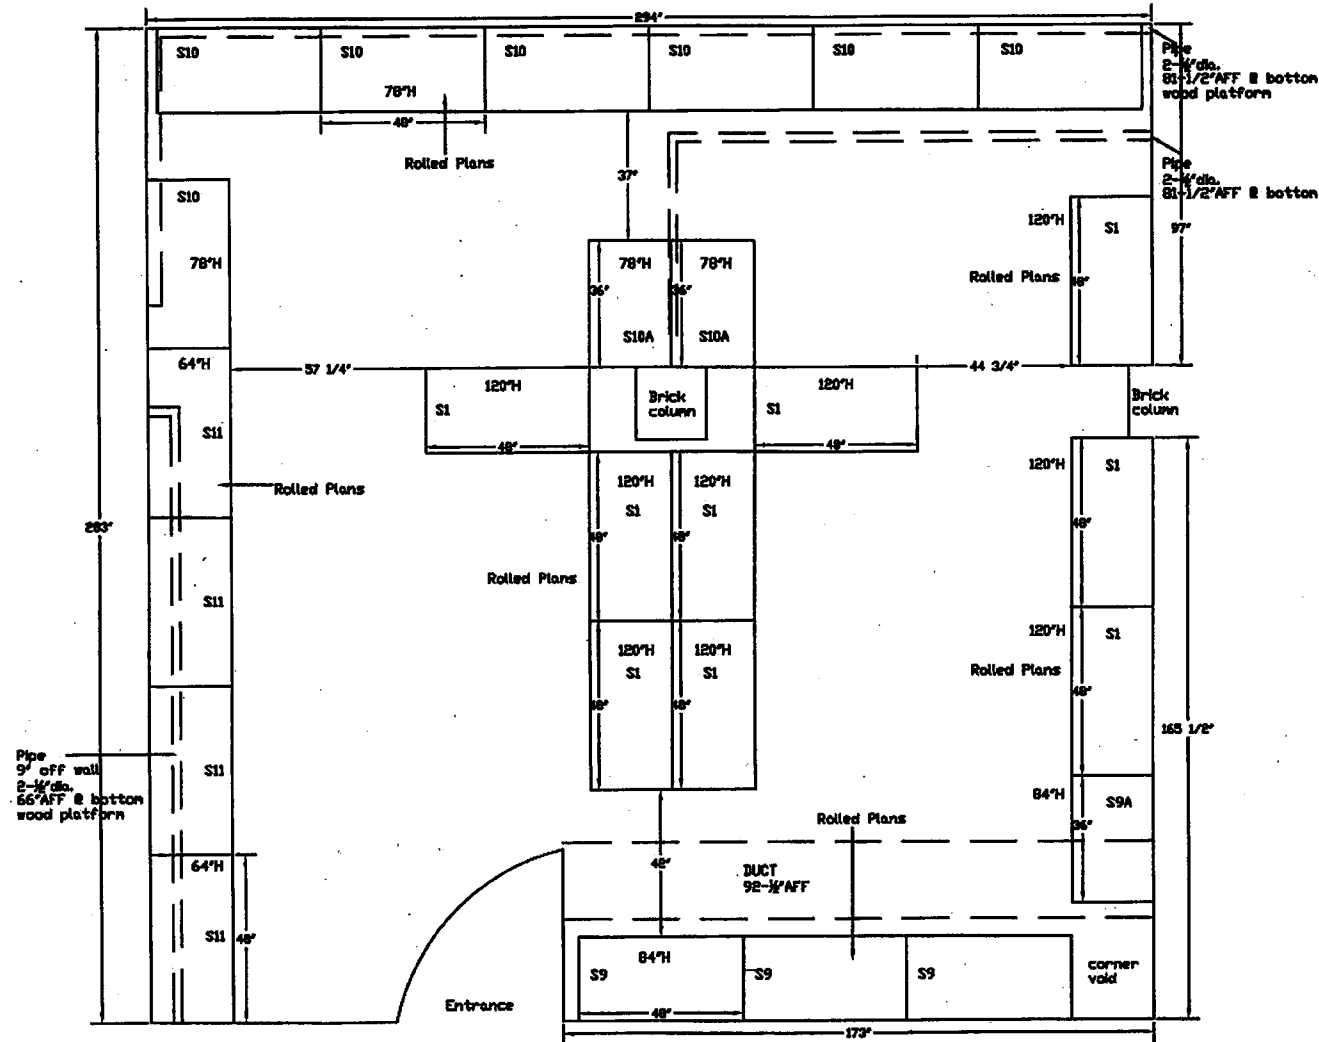 294"
S10
S10
S10
S10
S10
S10
78"H
48"
Rolled Plans
Pipe
2-½"dia.
81-1/2"AFF @ bottom
wood platform
Pipe
2-½"dia.
81-1/2"AFF @ bottom
37"
S10
78"H
120"H
S1
97"
Rolled Plans
48"
78"H
78"H
36"
36"
S10A
S10A
64"H
57 1/4"
44 3/4"
120"H
S1
48"
Brick
column
120"H
S1
48"
Brick
column
S11
Rolled Plans
120"H
S1
48"
120"H
S1
48"
120"H
S1
48"
283"
Rolled Plans
S11
120"H
S1
48"
120"H
S1
48"
120"H
S1
Rolled Plans
48"
165 1/2"
Pipe
9" off wall
2-½"dia.
66"AFF @ bottom
wood platform
S11
84"H
S9A
36"
Rolled Plans
42"
DUCT
92-½"AFF
64"H
S11
48"
84"H
S9
48"
S9
S9
corner
void
Entrance
173"